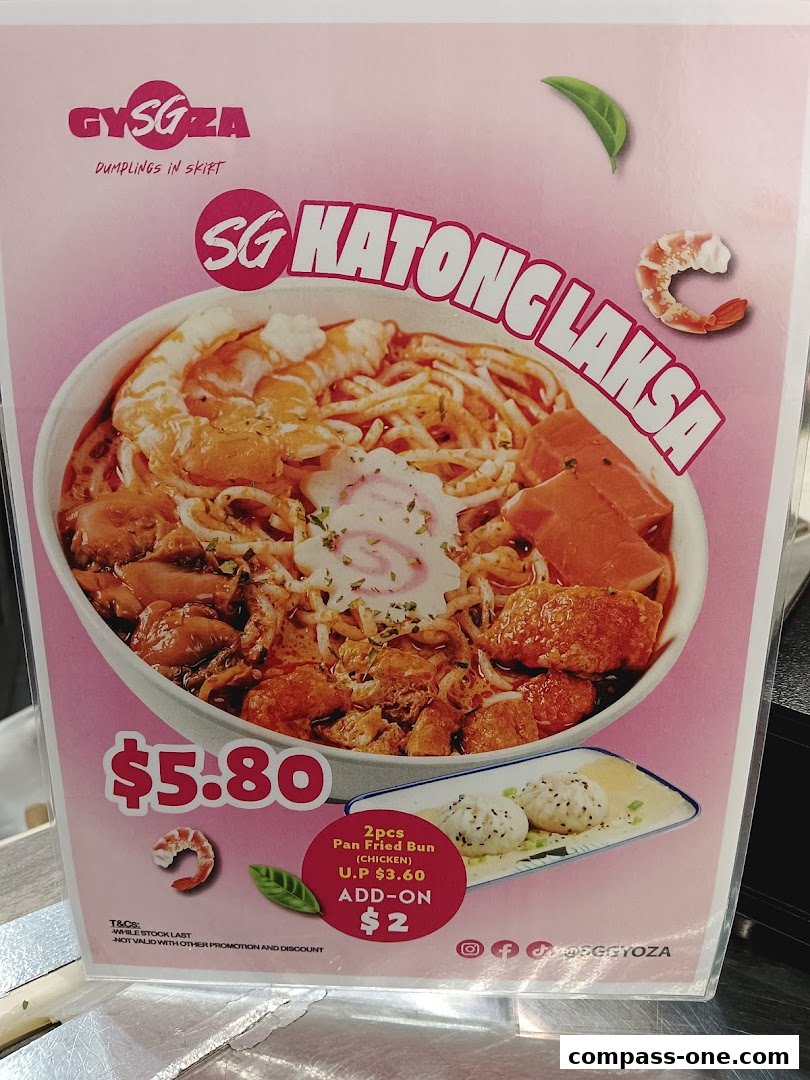 GYSGZA
DUMPLINGS IN SKIRT
SG KATONG LAKSA
$5.80
2pcs
Pan Fried Bun
(CHICKEN)
U.P $3.60
ADD-ON
$2
T&Cs:
-WHILE STOCK LAST
-NOT VALID WITH OTHER PROMOTION AND DISCOUNT
@SGGYOZA
compass-one.com